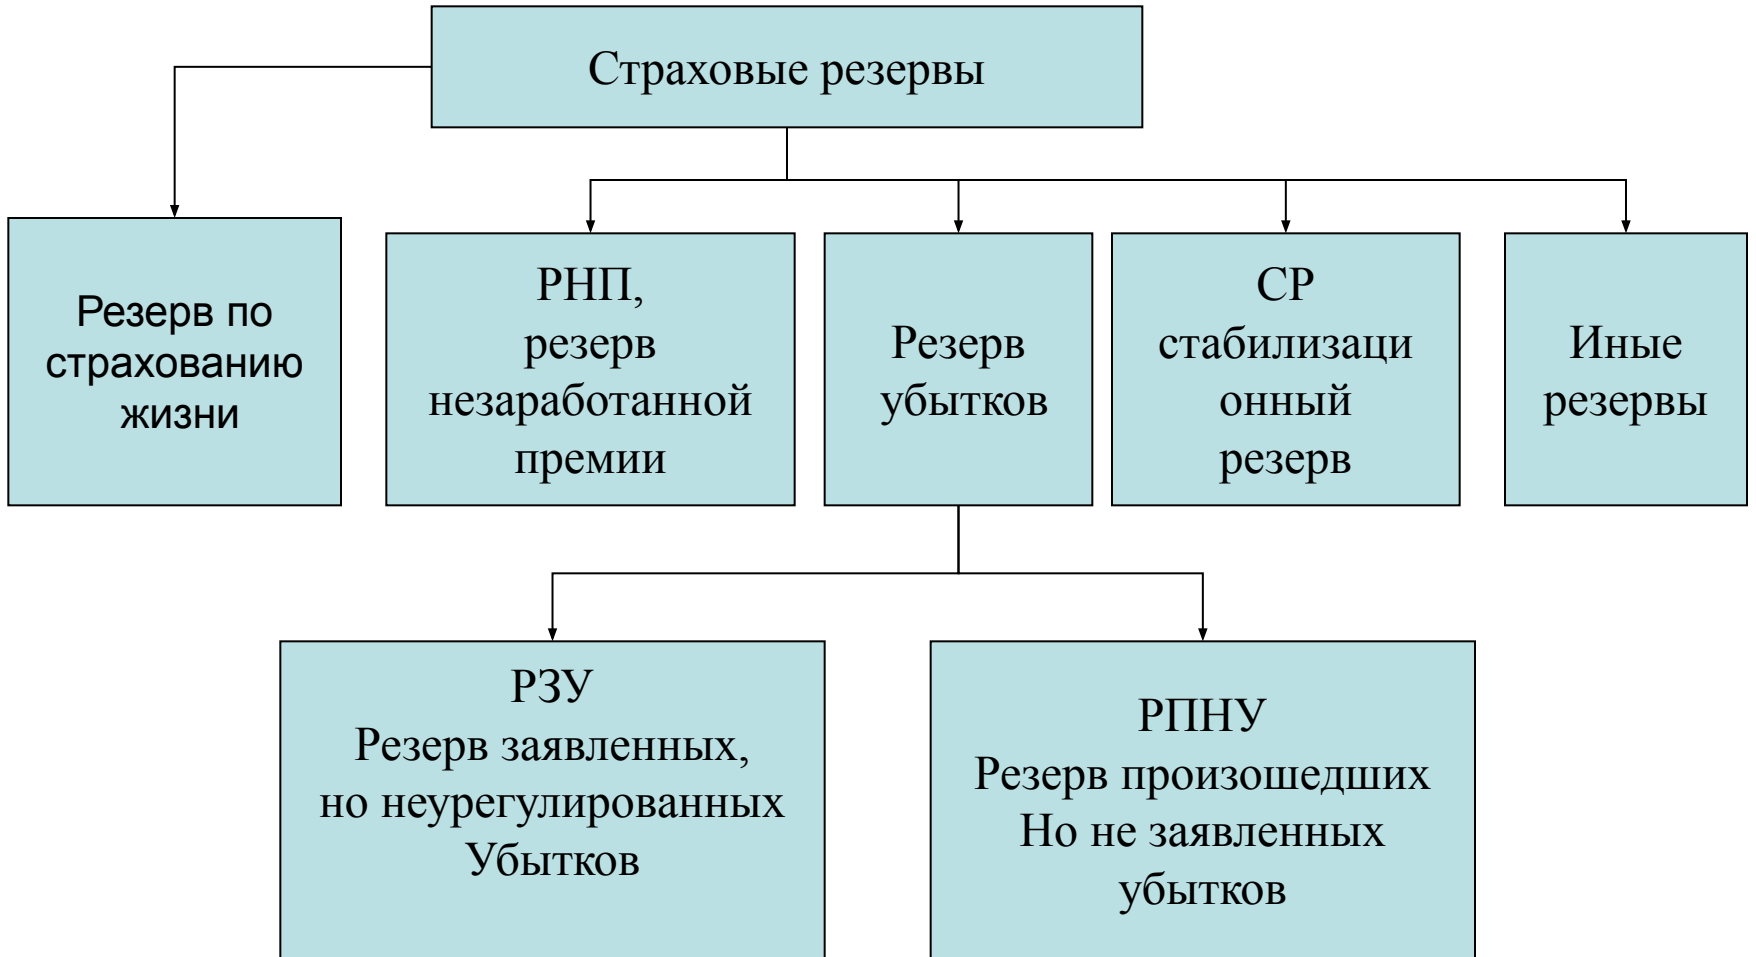 Страховые резервы
Резерв по
страхованию
жизни
РНП,
резерв
незаработанной
премии
Резерв
убытков
СР
стабилизаци
онный
резерв
Иные
резервы
РЗУ
Резерв заявленных,
но неурегулированных
Убытков
РПНУ
Резерв произошедших
Но не заявленных
убытков